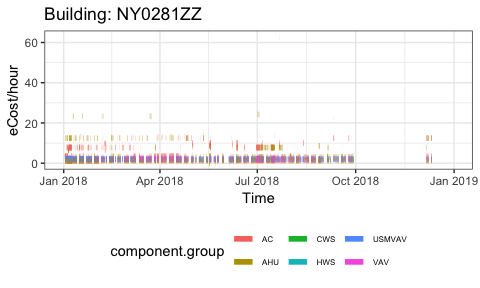 Building: NY0281ZZ
eCost/hour
60
40
20
0
Jan 2018 Apr 2018 Jul 2018 Oct 2018 Jan 2019
Time
component.group
AC CWS USMVAV
AHU HWS VAV